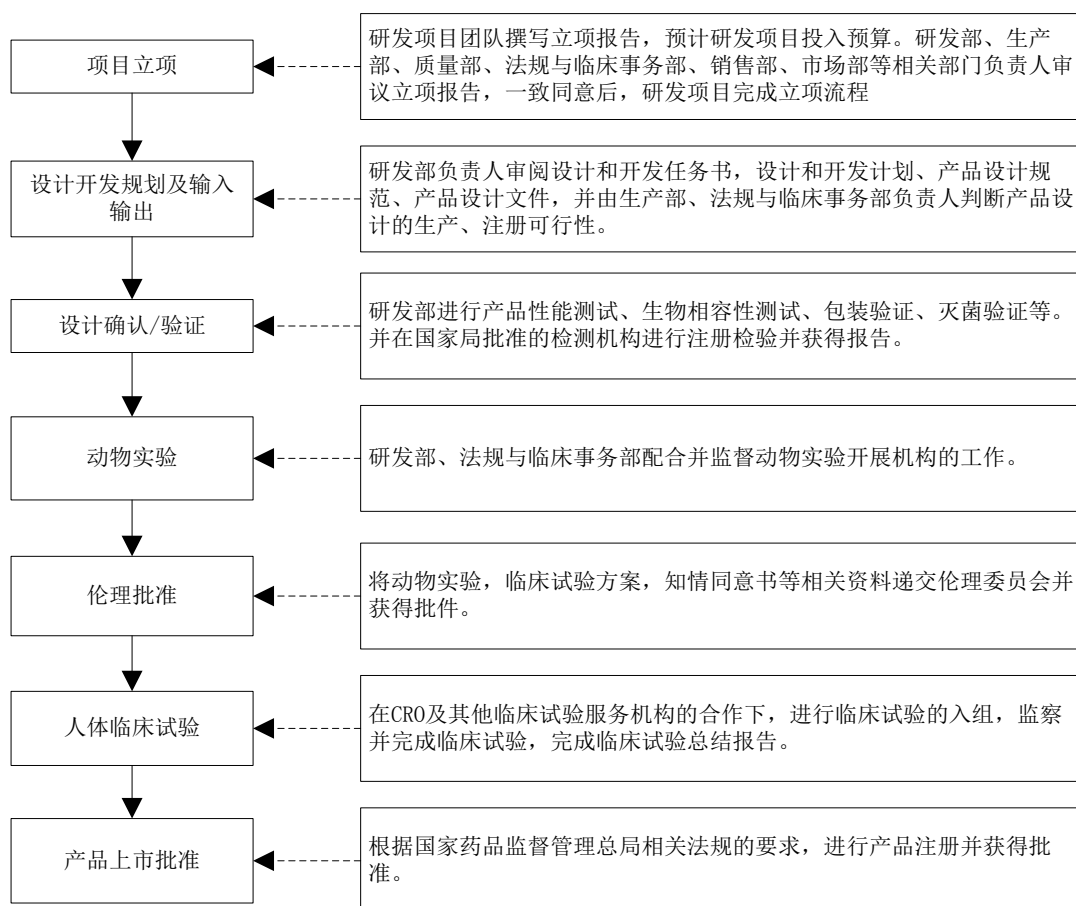 项目立项
研发项目团队撰写立项报告，预计研发项目投入预算。研发部、生产
部、质量部、法规与临床事务部、销售部、市场部等相关部门负责人审
议立项报告，一致同意后，研发项目完成立项流程
设计开发规划及输入
输出
研发部负责人审阅设计和开发任务书，设计和开发计划、产品设计规
范、产品设计文件，并由生产部、法规与临床事务部负责人判断产品设
计的生产、注册可行性。
设计确认/验证
研发部进行产品性能测试、生物相容性测试、包装验证、灭菌验证等。
并在国家局批准的检测机构进行注册检验并获得报告。
动物实验
研发部、法规与临床事务部配合并监督动物实验开展机构的工作。
伦理批准
将动物实验，临床试验方案，知情同意书等相关资料递交伦理委员会并
获得批件。
人体临床试验
在CRO及其他临床试验服务机构的合作下，进行临床试验的入组，监察
并完成临床试验，完成临床试验总结报告。
产品上市批准
根据国家药品监督管理总局相关法规的要求，进行产品注册并获得批
准。